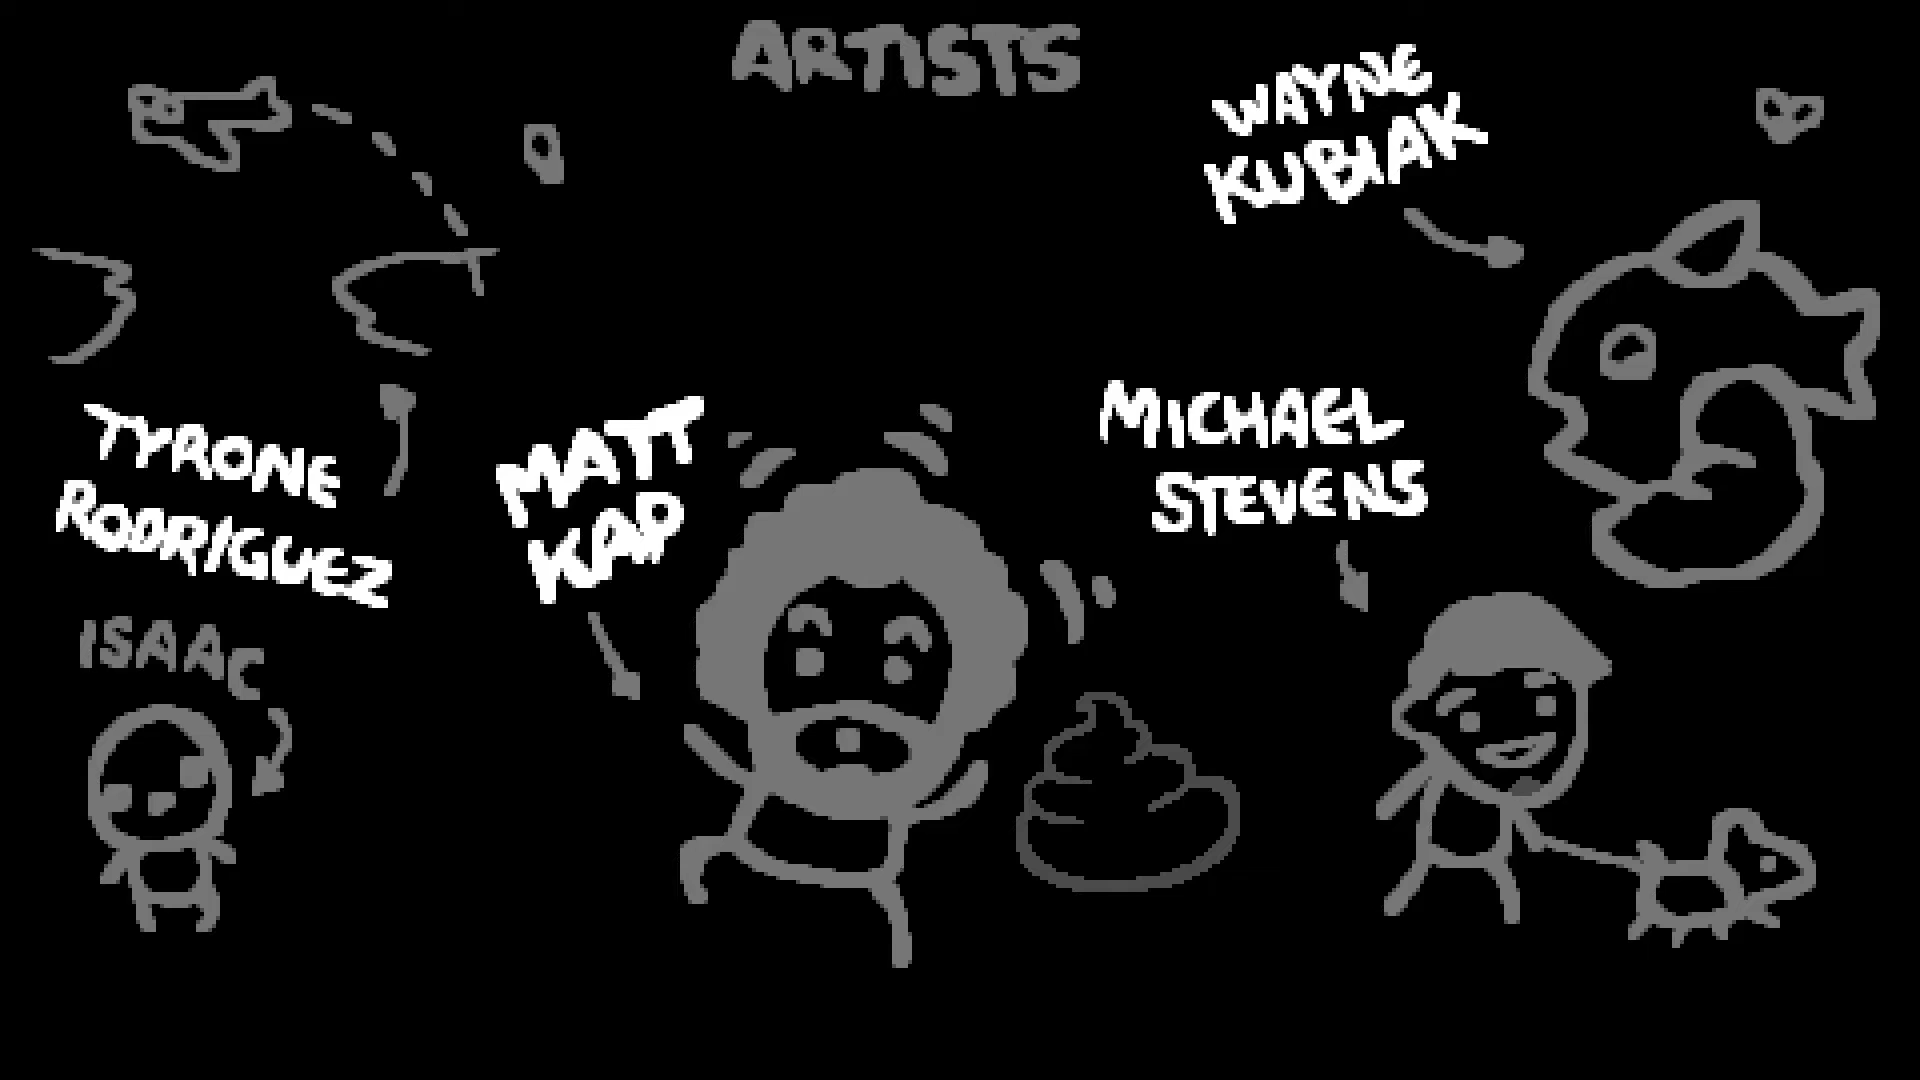 ARTISTS
WAYNE
KUBIAK
TYRONE
RODRIGUEZ
MATT
KAP
MICHAEL
STEVENS
ISAAC